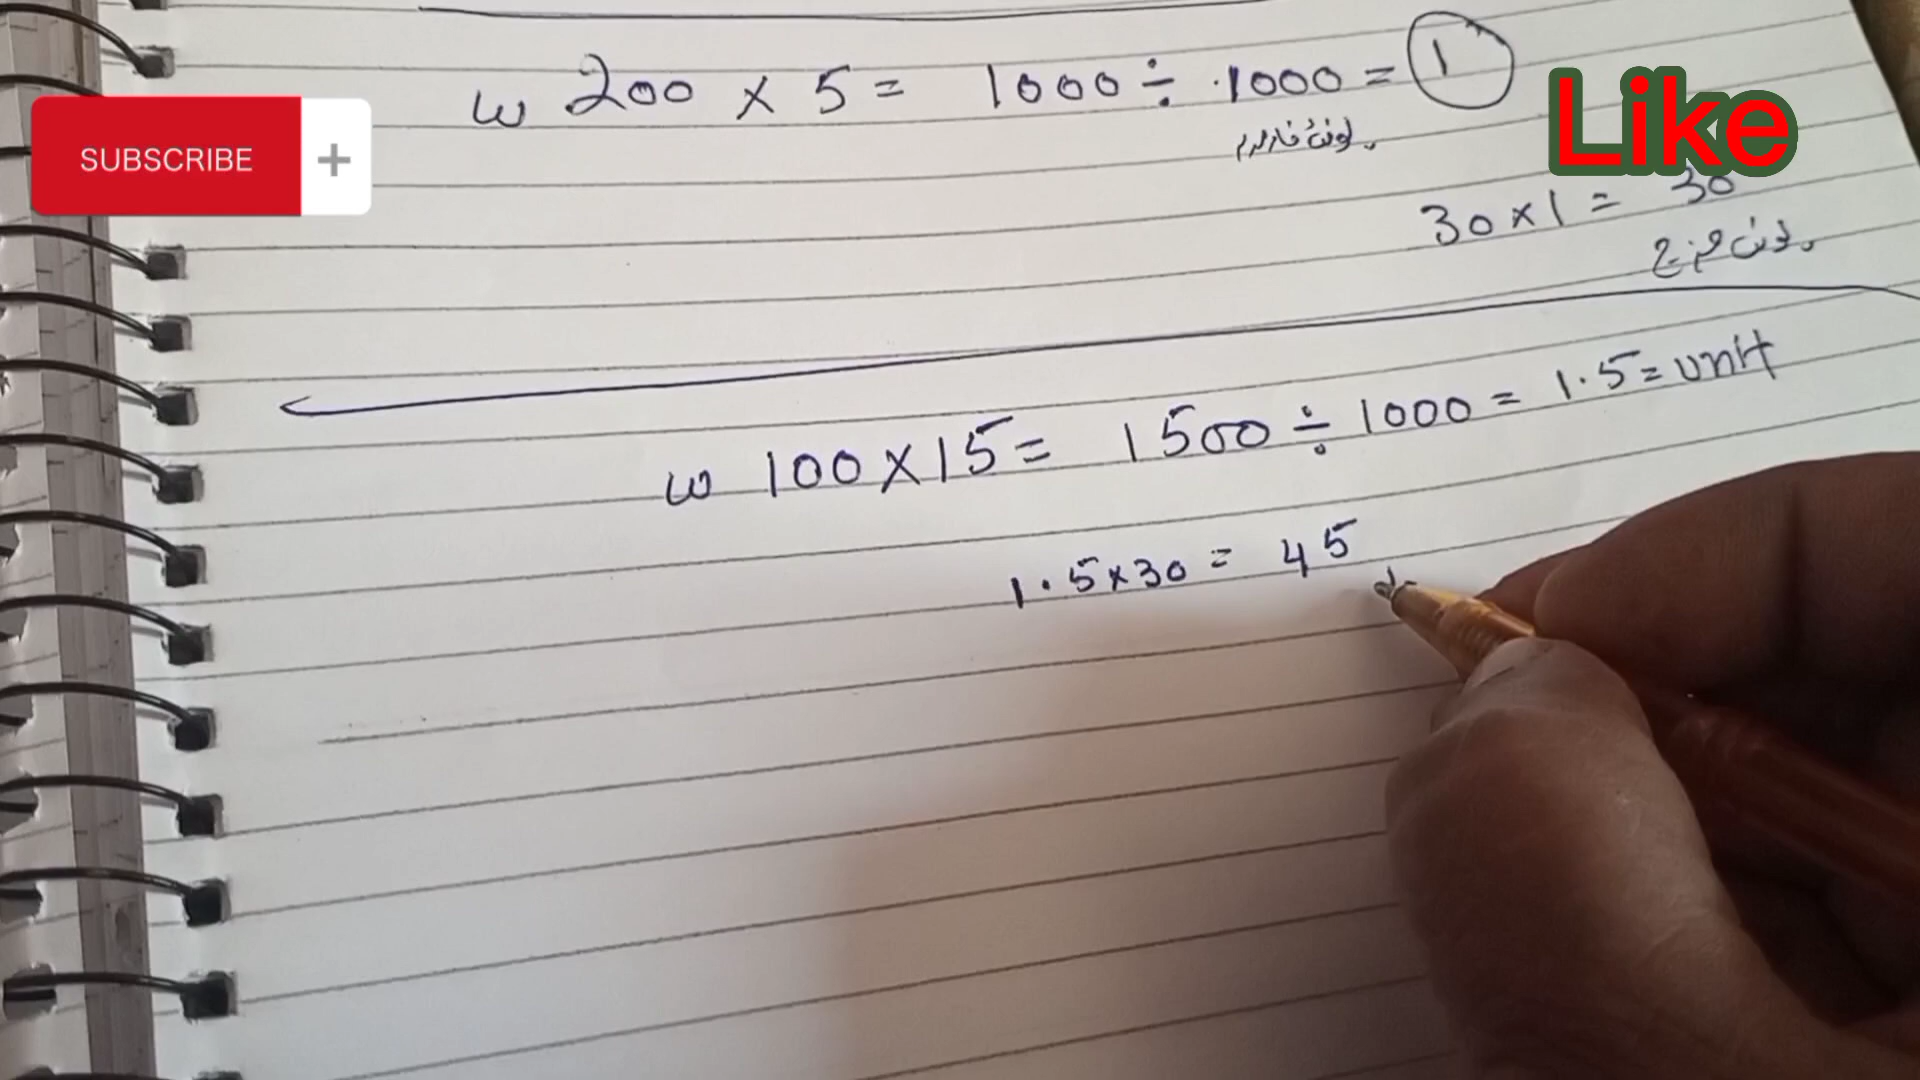 w 200 × 5 = 1000 ÷ 1000 = 1
SUBSCRIBE +
Like
30 × 1 = 30
w 100 × 15 = 1500 ÷ 1000 = 1.5 = unit
1.5 × 30 = 45